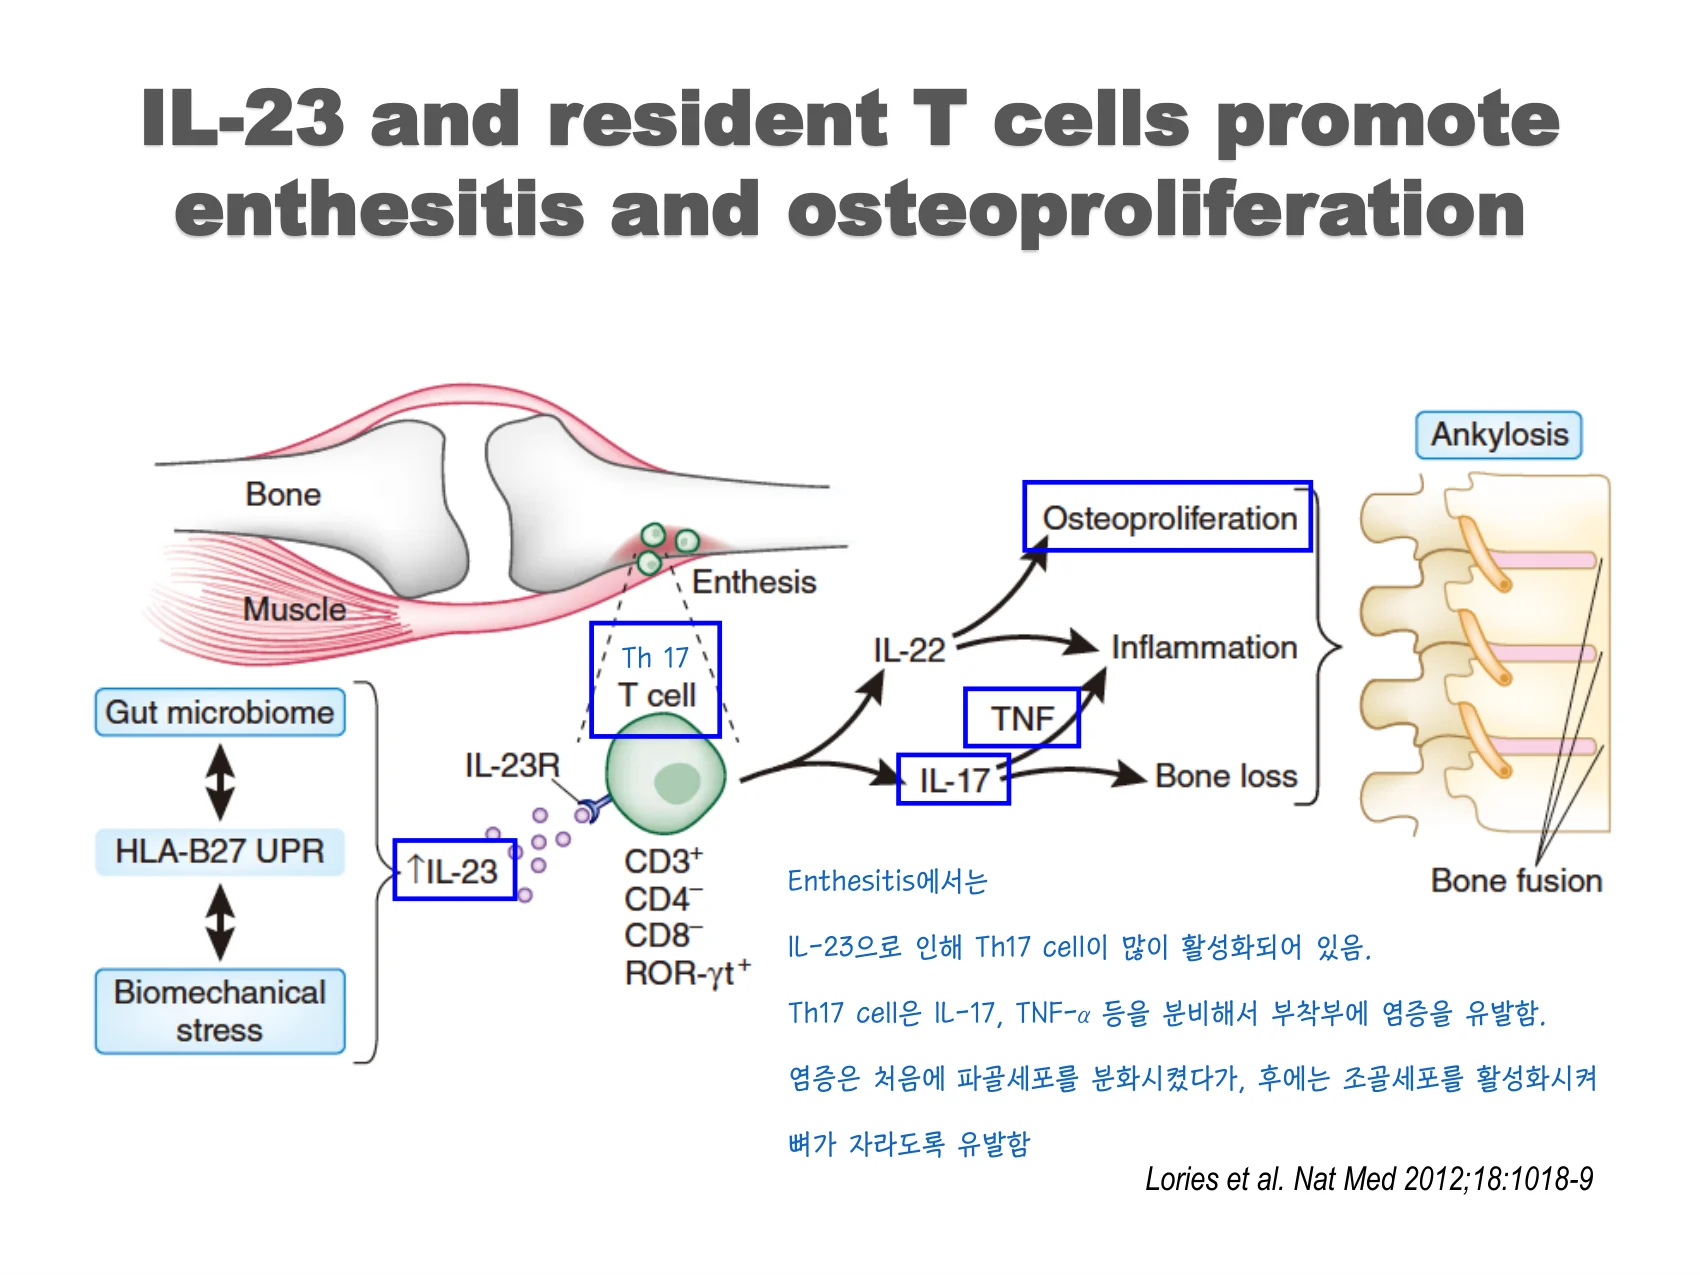 IL-23 and resident T cells promote
enthesitis and osteoproliferation
Bone
Muscle
Enthesis
Th 17
T cell
IL-23R
Gut microbiome
HLA-B27 UPR
Biomechanical
stress
↑IL-23
CD3⁺
CD4⁻
CD8⁻
ROR-γt⁺
IL-22
IL-17
TNF
Osteoproliferation
Inflammation
Bone loss
Ankylosis
Bone fusion
Enthesitis에서는
IL-23으로 인해 Th17 cell이 많이 활성화되어 있음.
Th17 cell은 IL-17, TNF-α 등을 분비해서 부착부에 염증을 유발함.
염증은 처음에 파골세포를 분화시켰다가, 후에는 조골세포를 활성화시켜
뼈가 자라도록 유발함
Lories et al. Nat Med 2012;18:1018-9